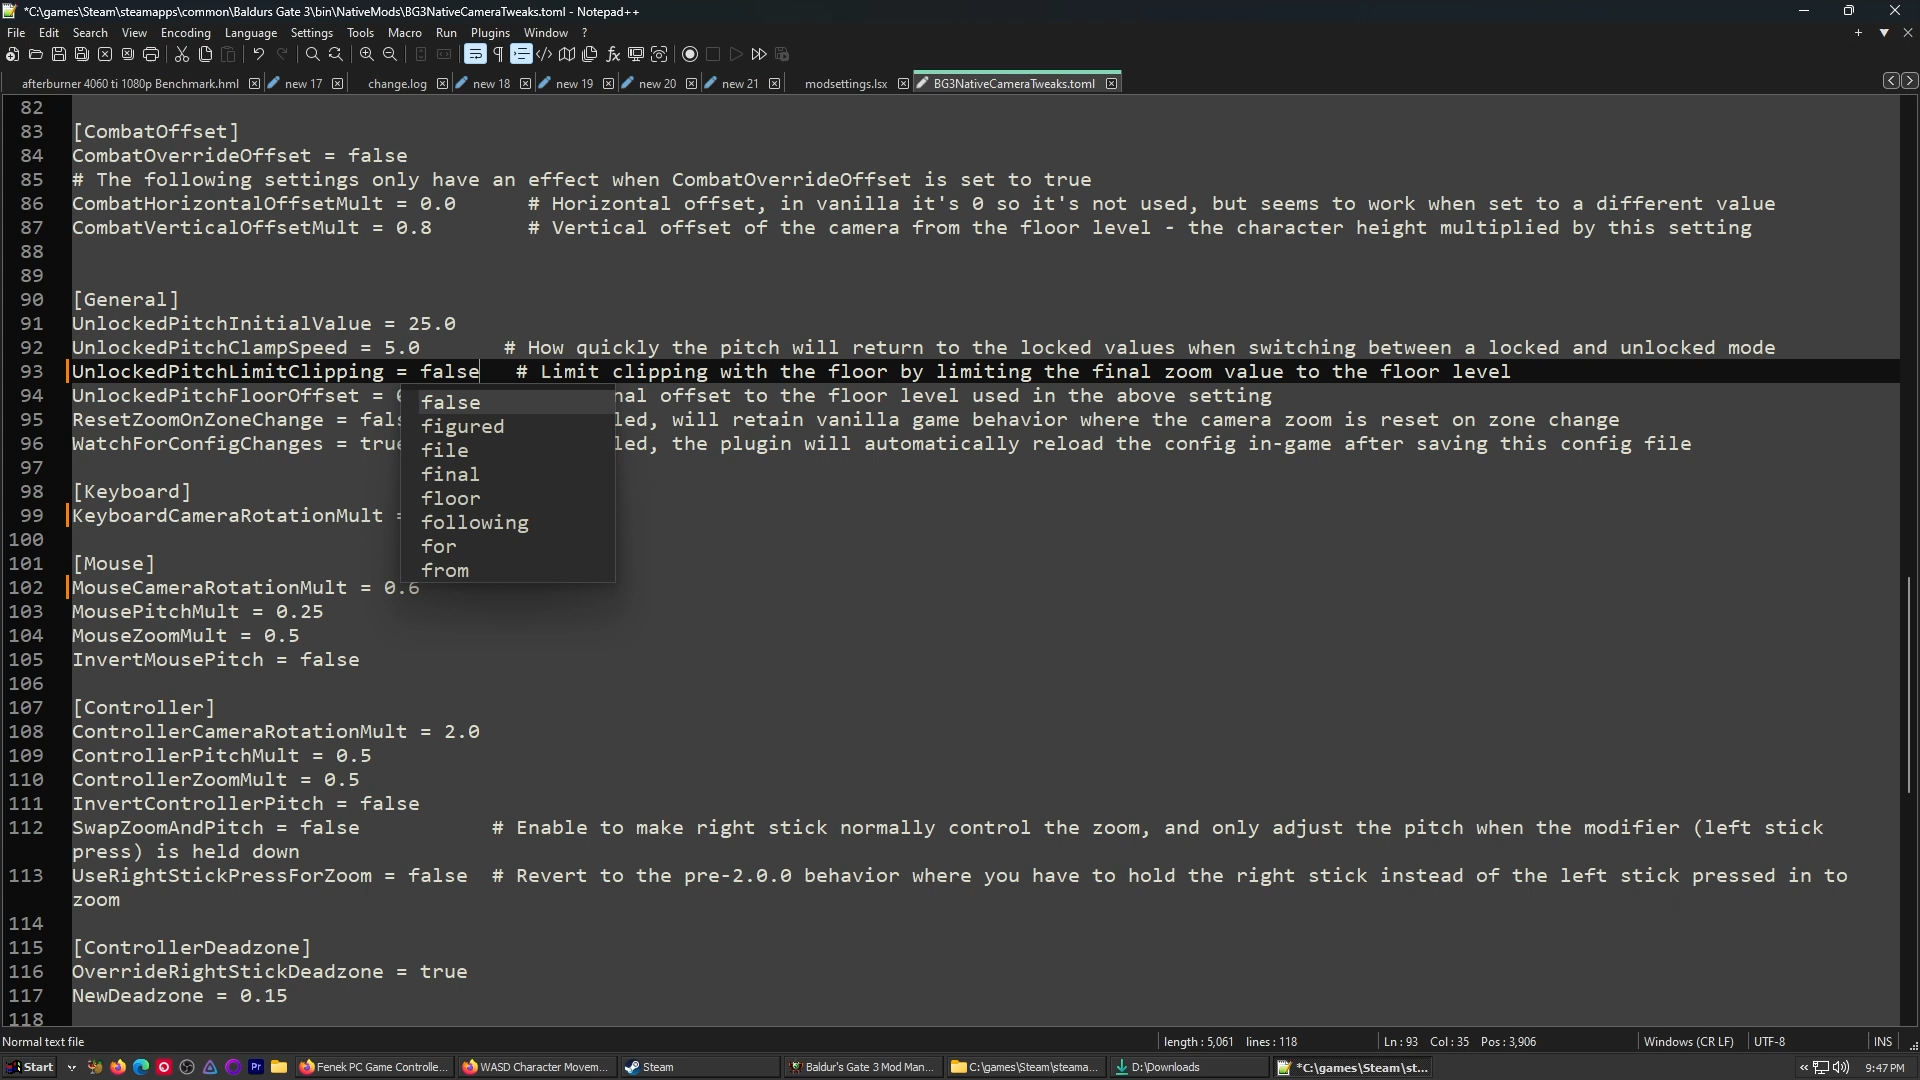 *C:\games\Steam\steamapps\common\Baldurs Gate 3\bin\NativeMods\BG3NativeCameraTweaks.toml - Notepad++
File Edit Search View Encoding Language Settings Tools Macro Run Plugins Window ?
afterburner 4060 ti 1080p Benchmark.hml new 17 change.log new 18 new 19 new 20 new 21 modsettings.lsx BG3NativeCameraTweaks.toml
82
83 [CombatOffset]
84 CombatOverrideOffset = false
85 # The following settings only have an effect when CombatOverrideOffset is set to true
86 CombatHorizontalOffsetMult = 0.0 # Horizontal offset, in vanilla it's 0 so it's not used, but seems to work when set to a different value
87 CombatVerticalOffsetMult = 0.8 # Vertical offset of the camera from the floor level - the character height multiplied by this setting
88
89
90 [General]
91 UnlockedPitchInitialValue = 25.0
92 UnlockedPitchClampSpeed = 5.0 # How quickly the pitch will return to the locked values when switching between a locked and unlocked mode
93 UnlockedPitchLimitClipping = false # Limit clipping with the floor by limiting the final zoom value to the floor level
94 UnlockedPitchFloorOffset = nal offset to the floor level used in the above setting
95 ResetZoomOnZoneChange = fals led, will retain vanilla game behavior where the camera zoom is reset on zone change
96 WatchForConfigChanges = true led, the plugin will automatically reload the config in-game after saving this config file
97
98 [Keyboard]
99 KeyboardCameraRotationMult =
100
101 [Mouse]
102 MouseCameraRotationMult = 0.6
103 MousePitchMult = 0.25
104 MouseZoomMult = 0.5
105 InvertMousePitch = false
106
107 [Controller]
108 ControllerCameraRotationMult = 2.0
109 ControllerPitchMult = 0.5
110 ControllerZoomMult = 0.5
111 InvertControllerPitch = false
112 SwapZoomAndPitch = false # Enable to make right stick normally control the zoom, and only adjust the pitch when the modifier (left stick
press) is held down
113 UseRightStickPressForZoom = false # Revert to the pre-2.0.0 behavior where you have to hold the right stick instead of the left stick pressed in to
zoom
114
115 [ControllerDeadzone]
116 OverrideRightStickDeadzone = true
117 NewDeadzone = 0.15
118
false
figured
file
final
floor
following
for
from
Normal text file length : 5,061 lines : 118 Ln : 93 Col : 35 Pos : 3,906 Windows (CR LF) UTF-8 INS
Start Pr Fenek PC Game Controlle... WASD Character Movem... Steam Baldur's Gate 3 Mod Man... C:\games\Steam\steama... D:\Downloads *C:\games\Steam\st... « 9:47 PM